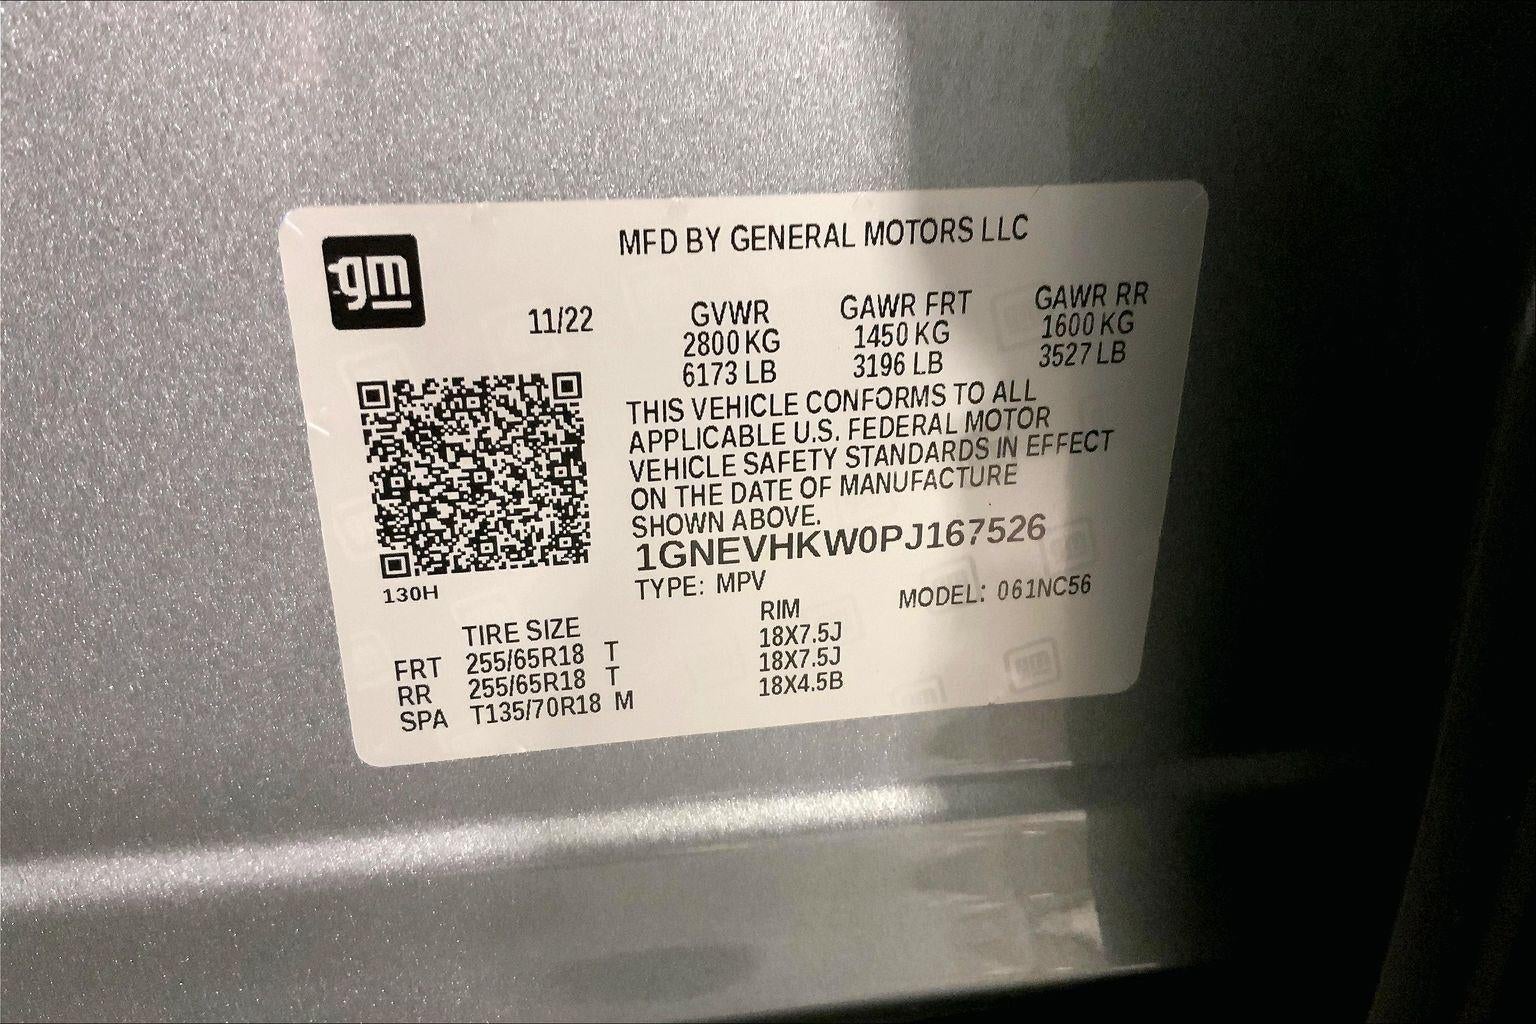 gm
MFD BY GENERAL MOTORS LLC
11/22
GVWR GAWR FRT GAWR RR
2800 KG 1450 KG 1600 KG
6173 LB 3196 LB 3527 LB
THIS VEHICLE CONFORMS TO ALL
APPLICABLE U.S. FEDERAL MOTOR
VEHICLE SAFETY STANDARDS IN EFFECT
ON THE DATE OF MANUFACTURE
SHOWN ABOVE.
1GNEVHKW0PJ167526
TYPE: MPV MODEL: 061NC56
130H
TIRE SIZE RIM
FRT 255/65R18 T 18X7.5J
RR 255/65R18 T 18X7.5J
SPA T135/70R18 M 18X4.5B
gm